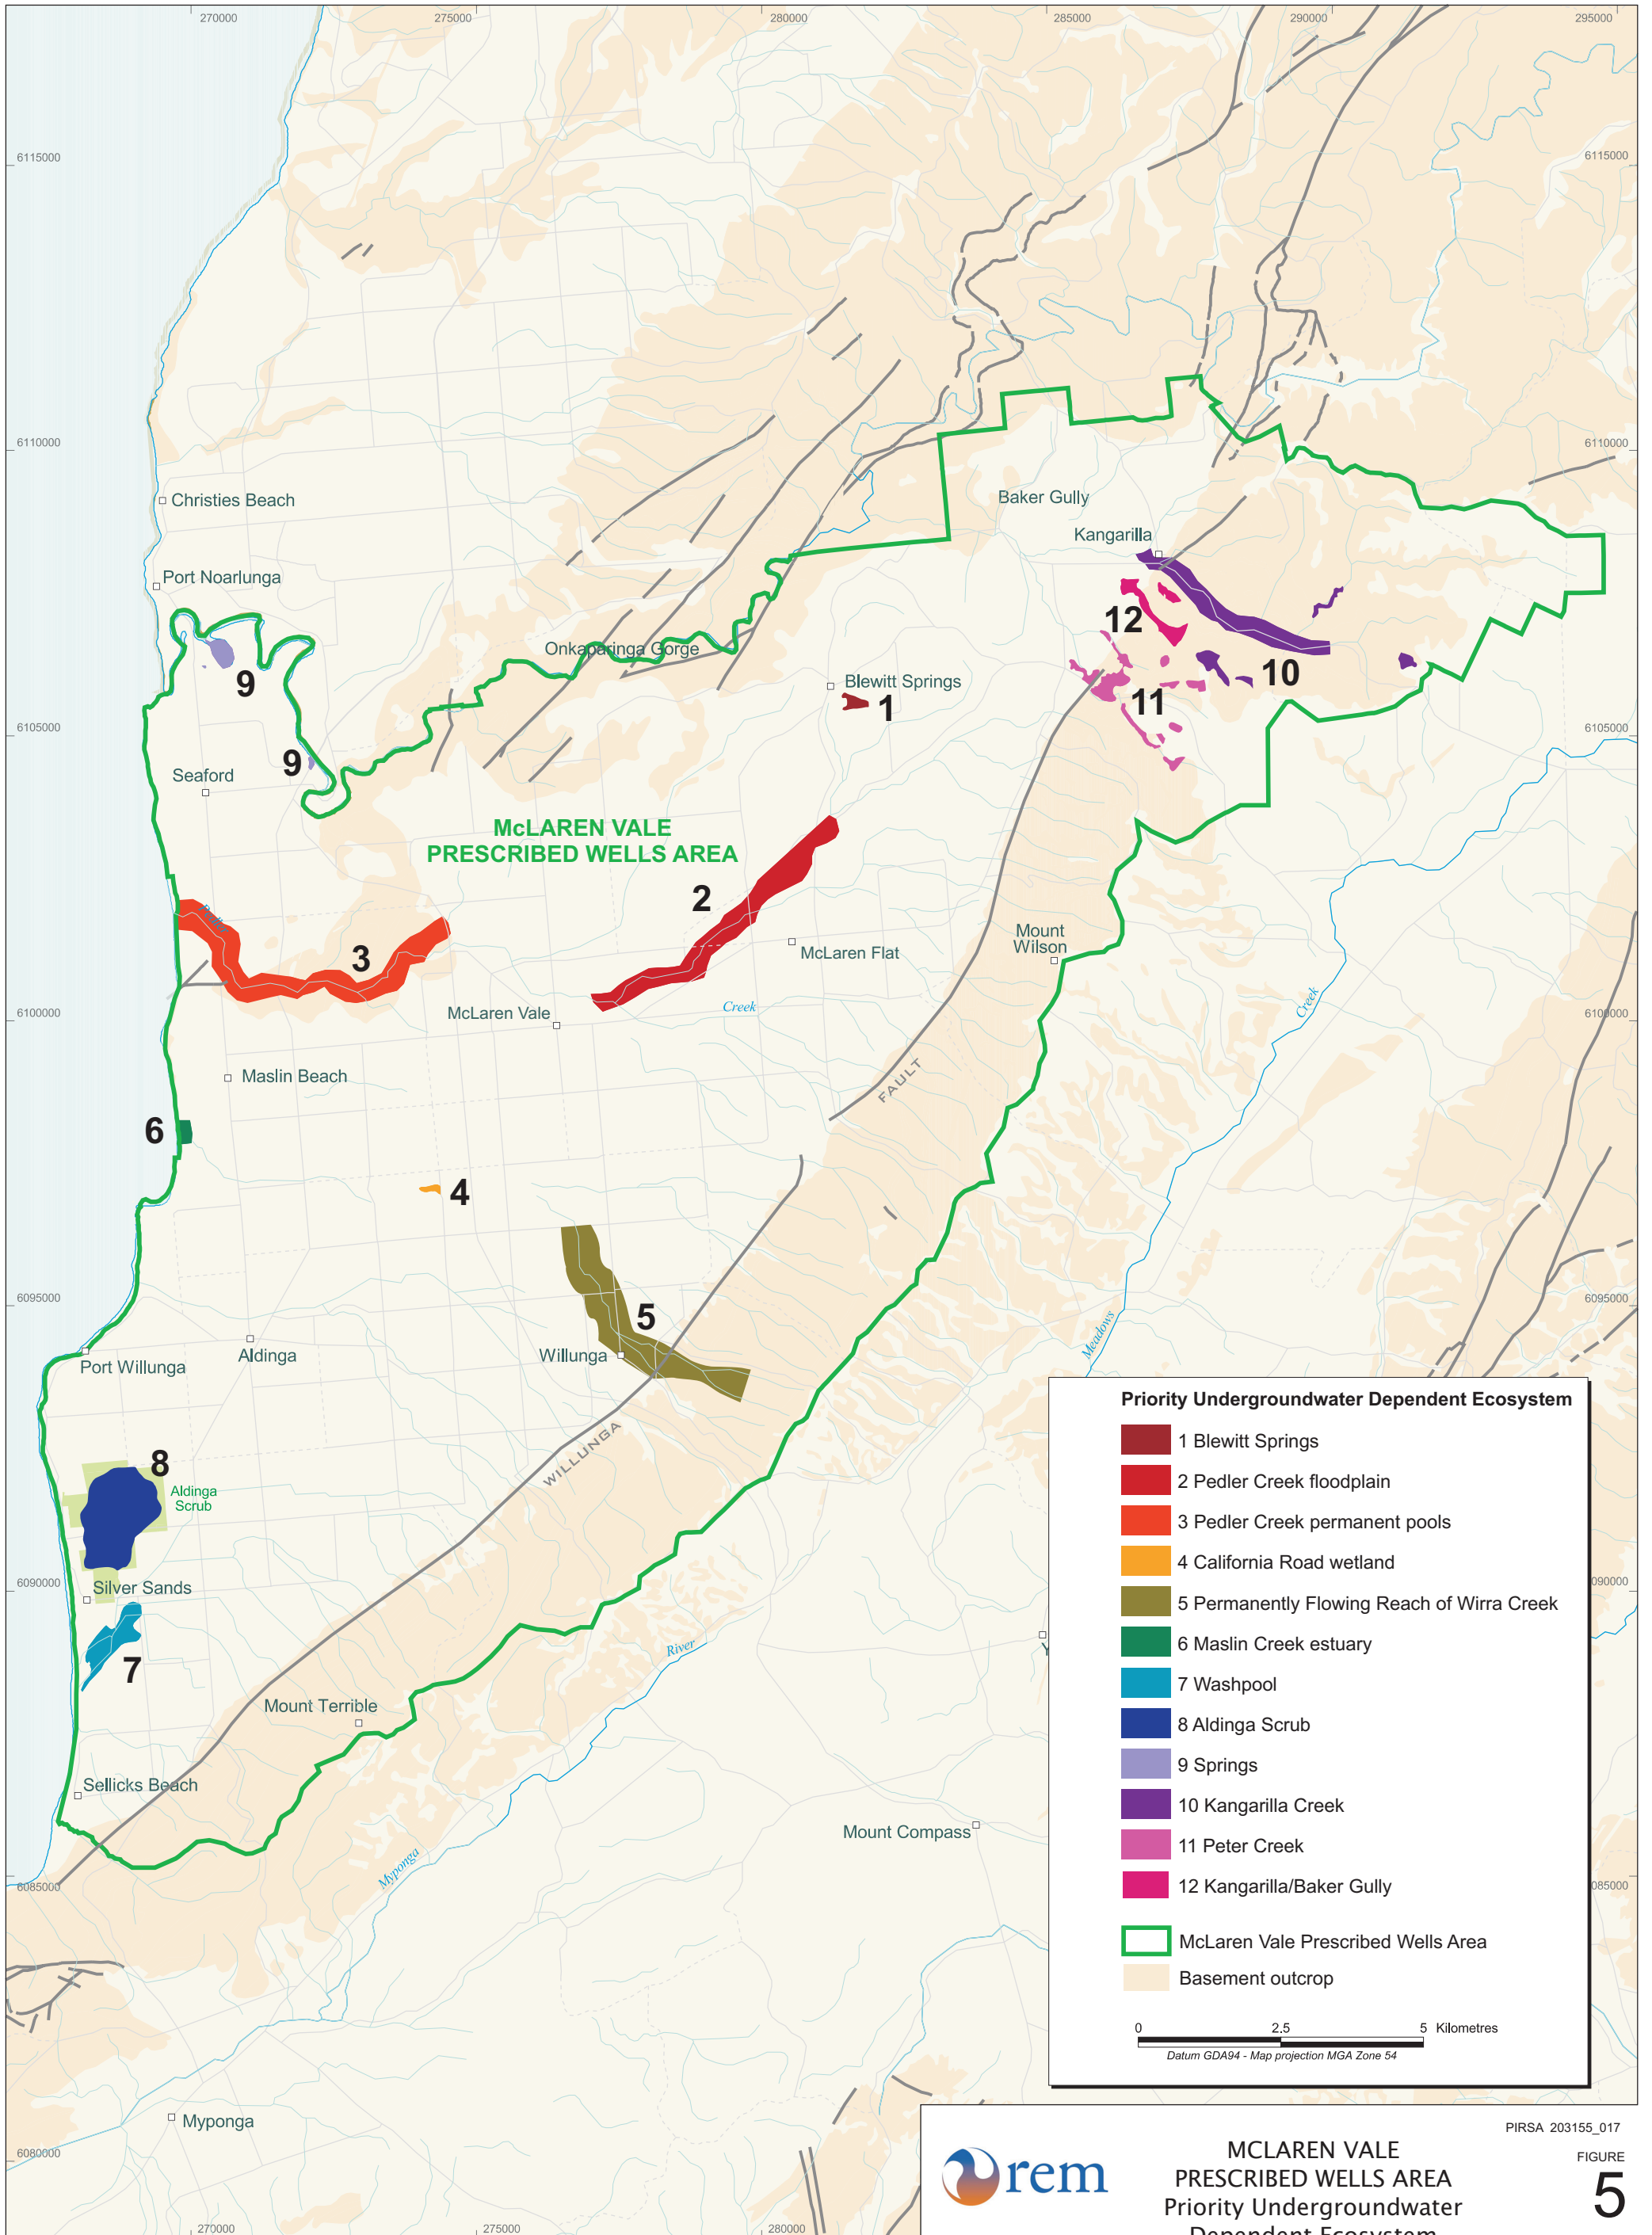 270000
275000
280000
285000
290000
295000
6115000
6115000
6110000
6110000
Christies Beach
Baker Gully
Kangarilla
Port Noarlunga
12
Onkaparinga Gorge
9
10
Blewitt Springs
1
11
6105000
6105000
9
Seaford
McLAREN VALE
PRESCRIBED WELLS AREA
2
Mount
Wilson
3
McLaren Flat
Creek
McLaren Vale
Creek
6100000
6100000
Maslin Beach
FAULT
6
4
6095000
6095000
5
Meadows
Aldinga
Willunga
Port Willunga
WILLUNGA
8
Aldinga
Scrub
6090000
090000
Silver Sands
7
River
Y
Mount Terrible
Sellicks Beach
Mount Compass
Myponga
6085000
085000
Myponga
6080000
270000
275000
280000
Priority Undergroundwater Dependent Ecosystem
1 Blewitt Springs
2 Pedler Creek floodplain
3 Pedler Creek permanent pools
4 California Road wetland
5 Permanently Flowing Reach of Wirra Creek
6 Maslin Creek estuary
7 Washpool
8 Aldinga Scrub
9 Springs
10 Kangarilla Creek
11 Peter Creek
12 Kangarilla/Baker Gully
McLaren Vale Prescribed Wells Area
Basement outcrop
0 2.5 5 Kilometres
Datum GDA94 - Map projection MGA Zone 54
PIRSA 203155_017
rem
MCLAREN VALE
PRESCRIBED WELLS AREA
Priority Undergroundwater
Dependent Ecosystem
FIGURE
5